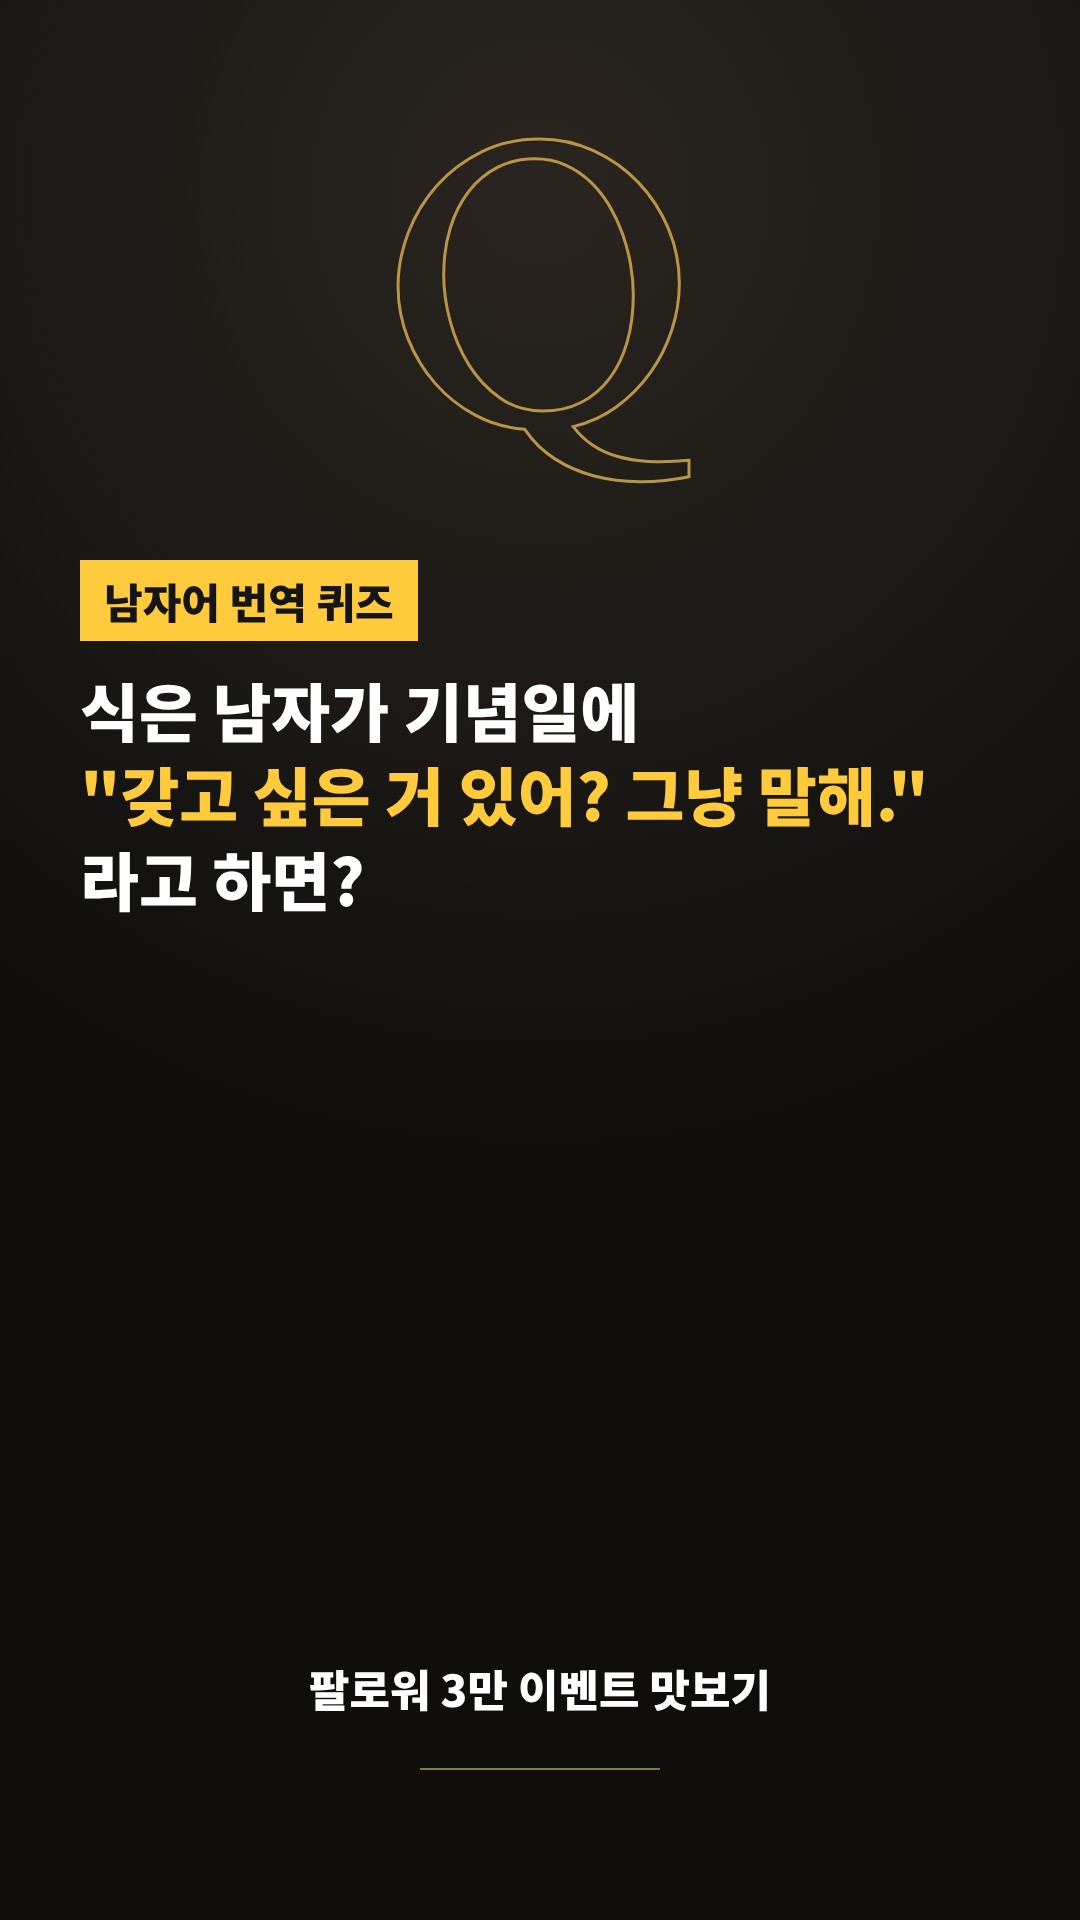 Q
남자어 번역 퀴즈
식은 남자가 기념일에
"갖고 싶은 거 있어? 그냥 말해."
라고 하면?
팔로워 3만 이벤트 맛보기